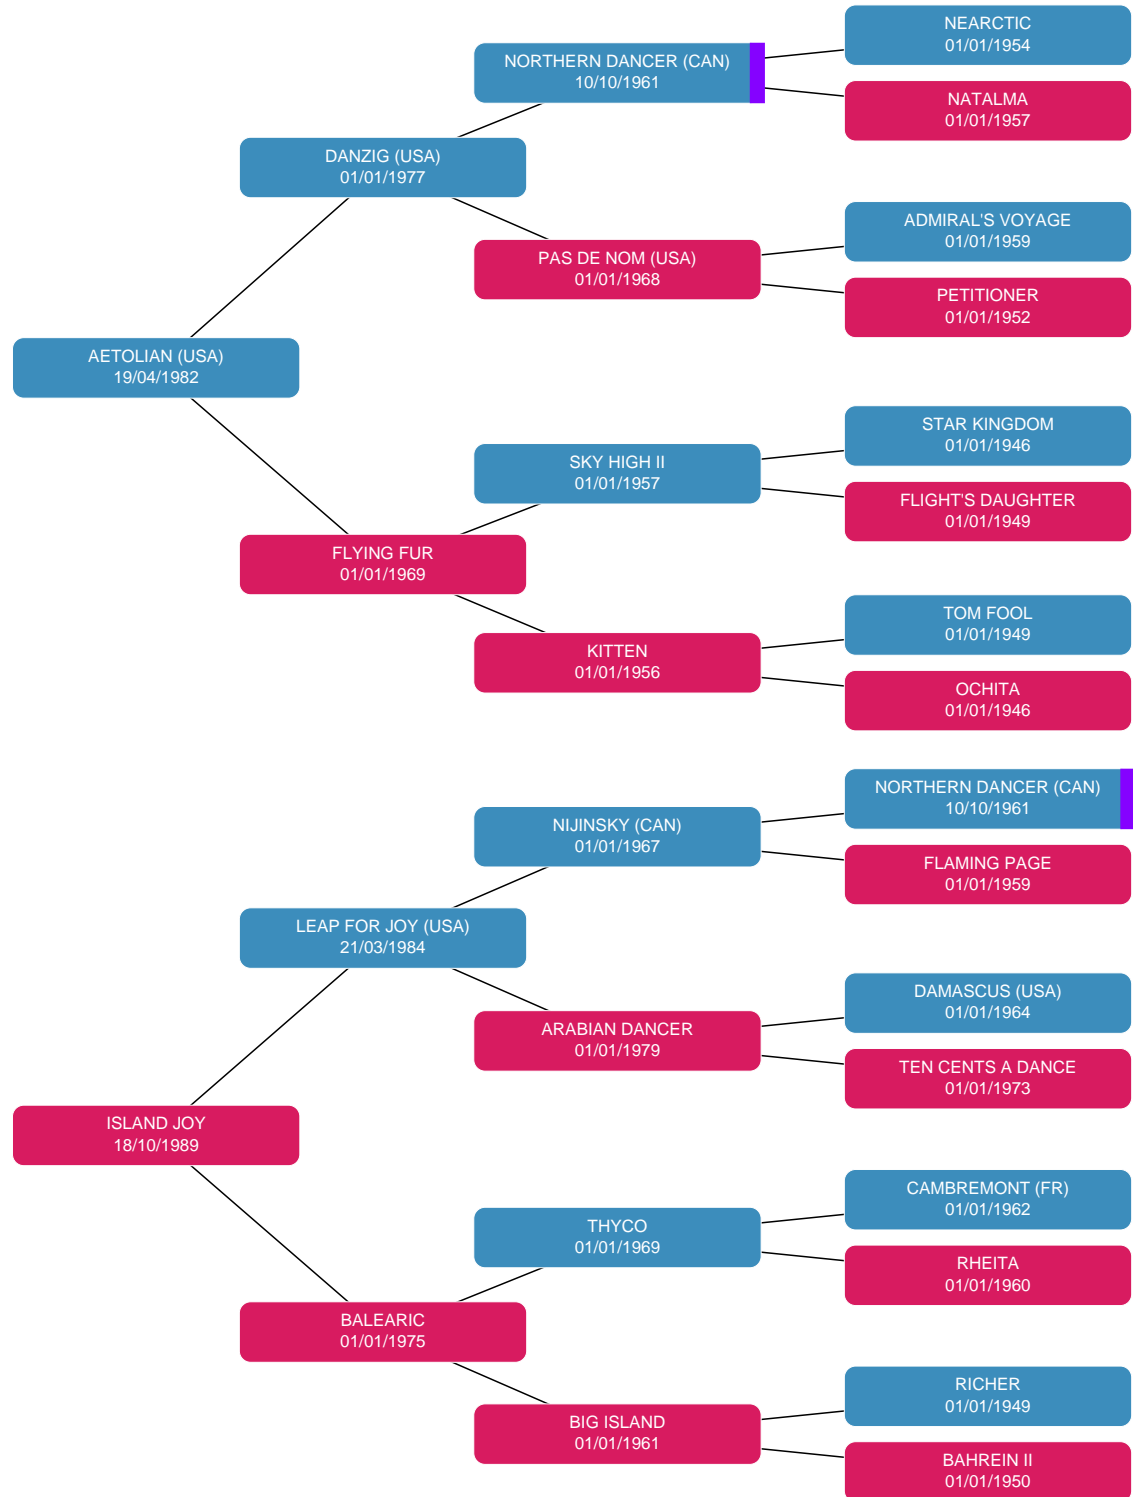 NEARCTIC
01/01/1954
NORTHERN DANCER (CAN)
10/10/1961
NATALMA
01/01/1957
DANZIG (USA)
01/01/1977
ADMIRAL'S VOYAGE
01/01/1959
PAS DE NOM (USA)
01/01/1968
PETITIONER
01/01/1952
AETOLIAN (USA)
19/04/1982
STAR KINGDOM
01/01/1946
SKY HIGH II
01/01/1957
FLIGHT'S DAUGHTER
01/01/1949
FLYING FUR
01/01/1969
TOM FOOL
01/01/1949
KITTEN
01/01/1956
OCHITA
01/01/1946
NORTHERN DANCER (CAN)
10/10/1961
NIJINSKY (CAN)
01/01/1967
FLAMING PAGE
01/01/1959
LEAP FOR JOY (USA)
21/03/1984
DAMASCUS (USA)
01/01/1964
ARABIAN DANCER
01/01/1979
TEN CENTS A DANCE
01/01/1973
ISLAND JOY
18/10/1989
CAMBREMONT (FR)
01/01/1962
THYCO
01/01/1969
RHEITA
01/01/1960
BALEARIC
01/01/1975
RICHER
01/01/1949
BIG ISLAND
01/01/1961
BAHREIN II
01/01/1950